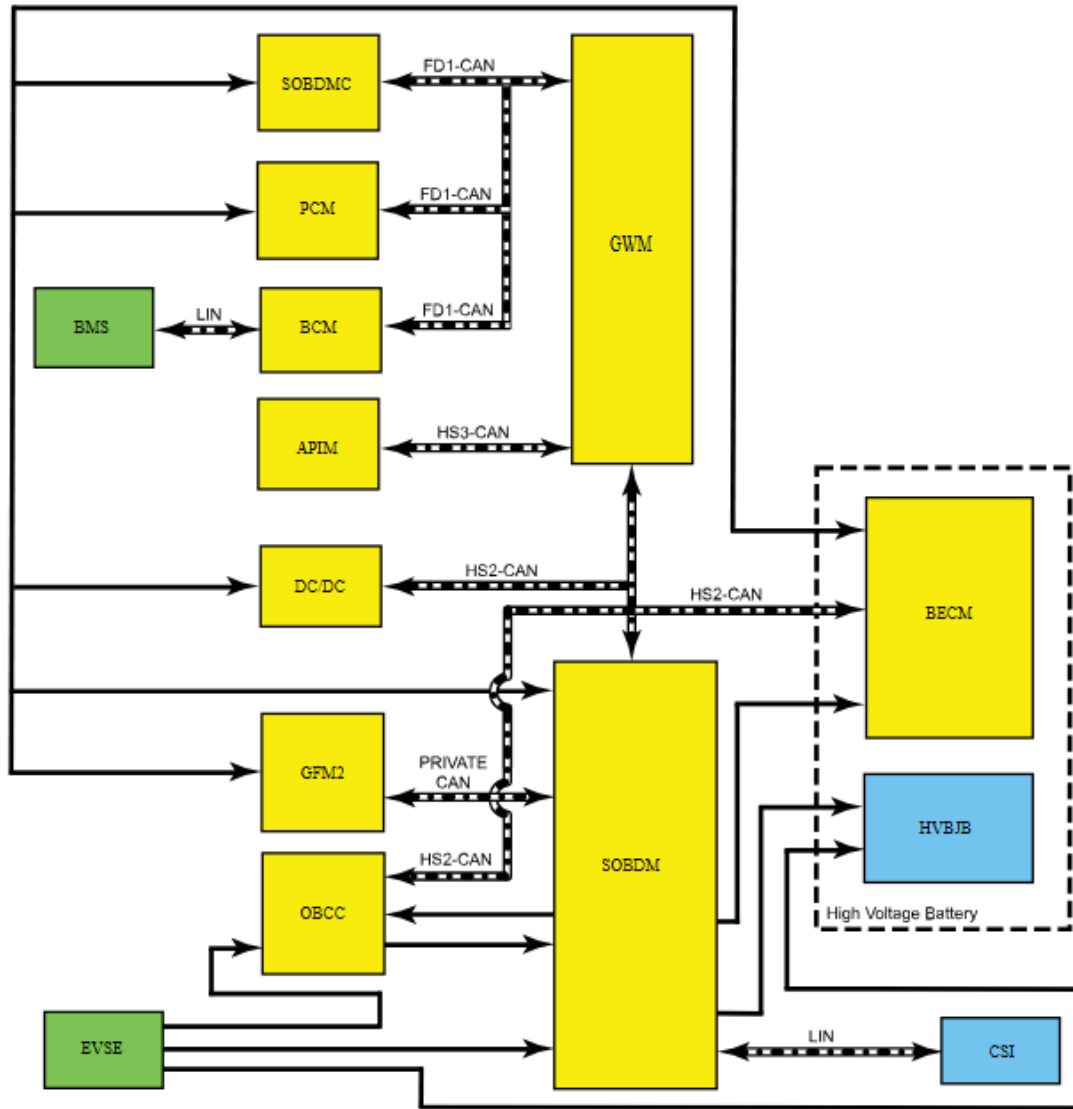 SOBDMC
FD1-CAN
PCM
FD1-CAN
GWM
BMS
LIN
BCM
FD1-CAN
APIM
HS3-CAN
DC/DC
HS2-CAN
HS2-CAN
BECM
GFM2
PRIVATE
CAN
HVBJB
SOBDM
HS2-CAN
OBCC
High Voltage Battery
EVSE
LIN
CSI